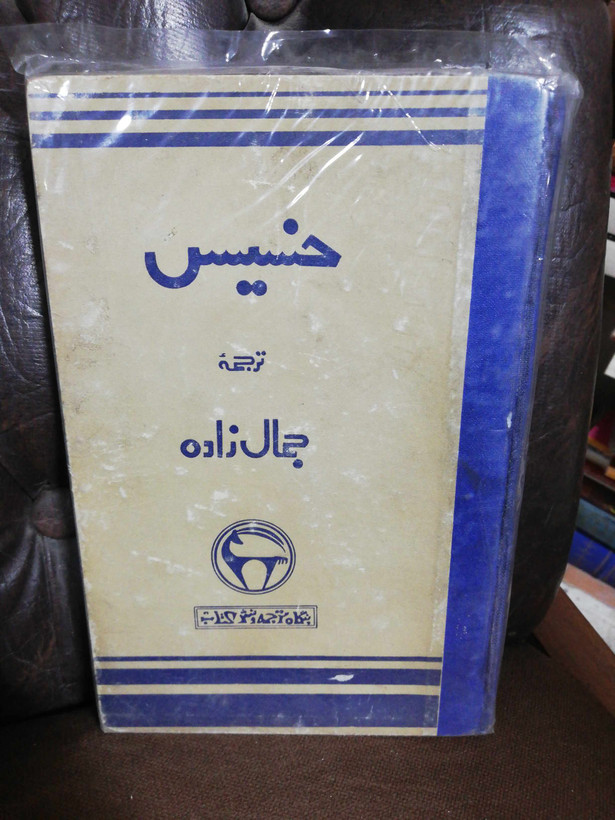 خسیس
ترجمهٔ
جمال زاده
بنگاه ترجمه و نشر کتاب